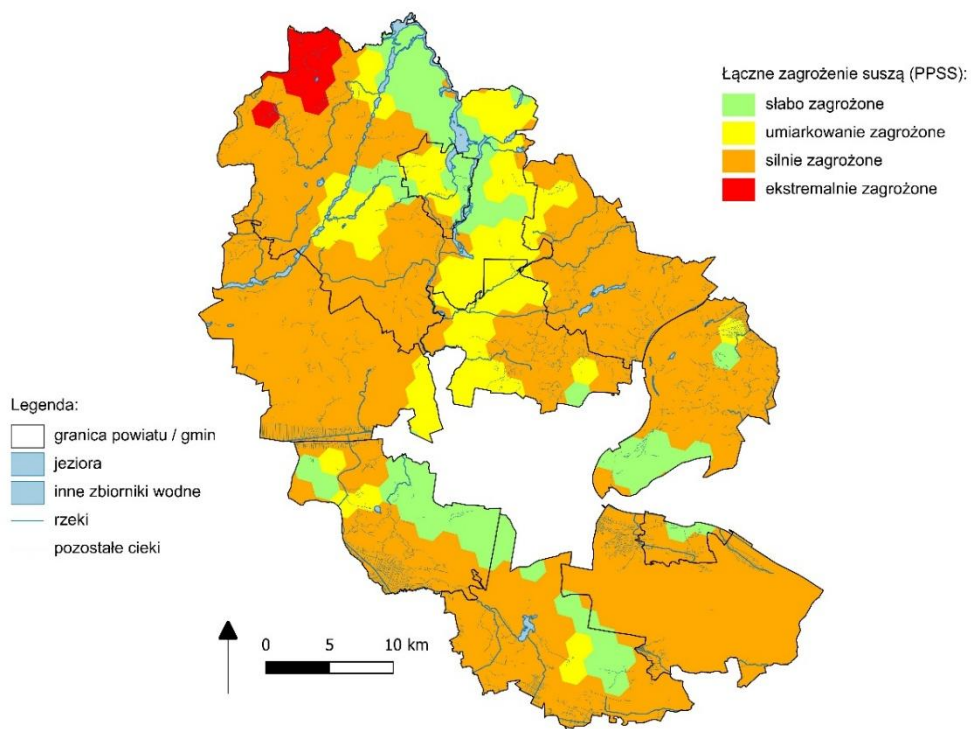 Łączne zagrożenie suszą (PPSS):
słabo zagrożone
umiarkowanie zagrożone
silnie zagrożone
ekstremalnie zagrożone
Legenda:
granica powiatu / gmin
jeziora
inne zbiorniki wodne
rzeki
pozostałe cieki
0 5 10 km